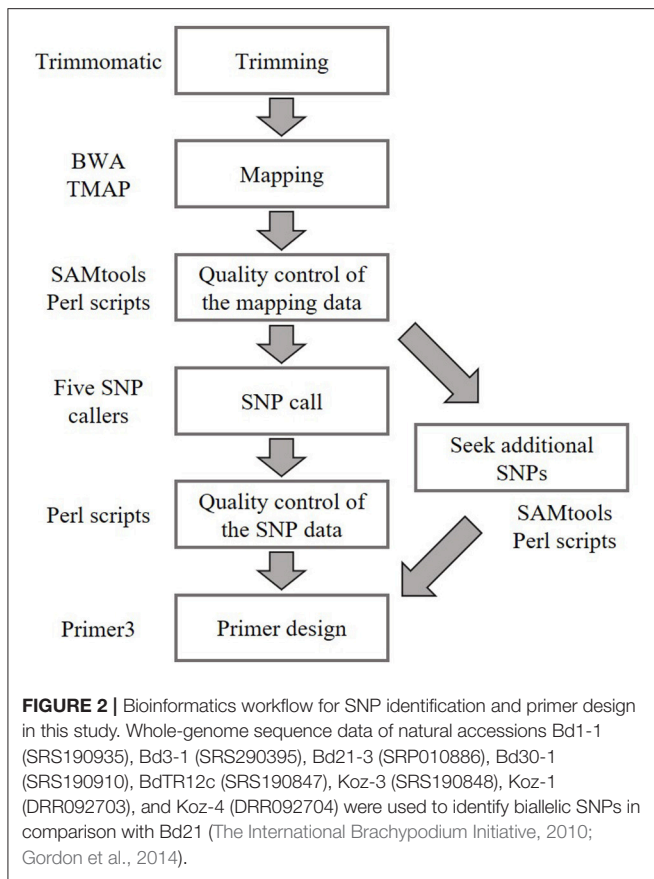 Trimmomatic
Trimming
BWA
TMAP
Mapping
SAMtools
Perl scripts
Quality control of
the mapping data
Five SNP
callers
SNP call
Seek additional
SNPs
SAMtools
Perl scripts
Perl scripts
Quality control of
the SNP data
Primer3
Primer design
FIGURE 2 | Bioinformatics workflow for SNP identification and primer design
in this study. Whole-genome sequence data of natural accessions Bd1-1
(SRS190935), Bd3-1 (SRS290395), Bd21-3 (SRP010886), Bd30-1
(SRS190910), BdTR12c (SRS190847), Koz-3 (SRS190848), Koz-1
(DRR092703), and Koz-4 (DRR092704) were used to identify biallelic SNPs in
comparison with Bd21 (The International Brachypodium Initiative, 2010;
Gordon et al., 2014).